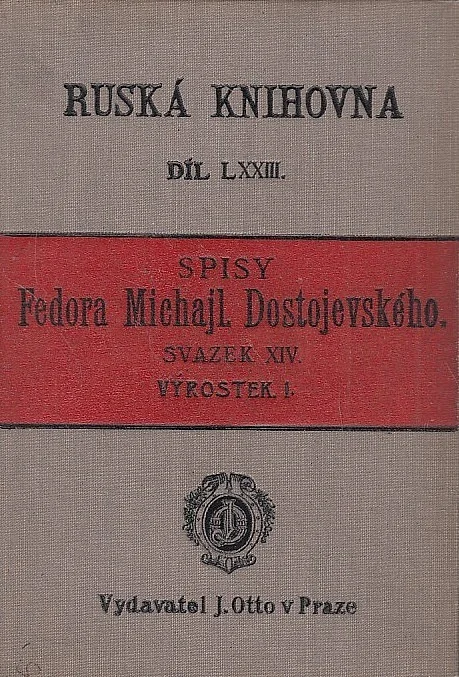 RUSKÁ KNIHOVNA
DÍL LXXIII.
SPISY
Fedora Michajl. Dostojevského.
SVAZEK XIV.
VÝROSTEK. I.
Vydavatel J. Otto v Praze